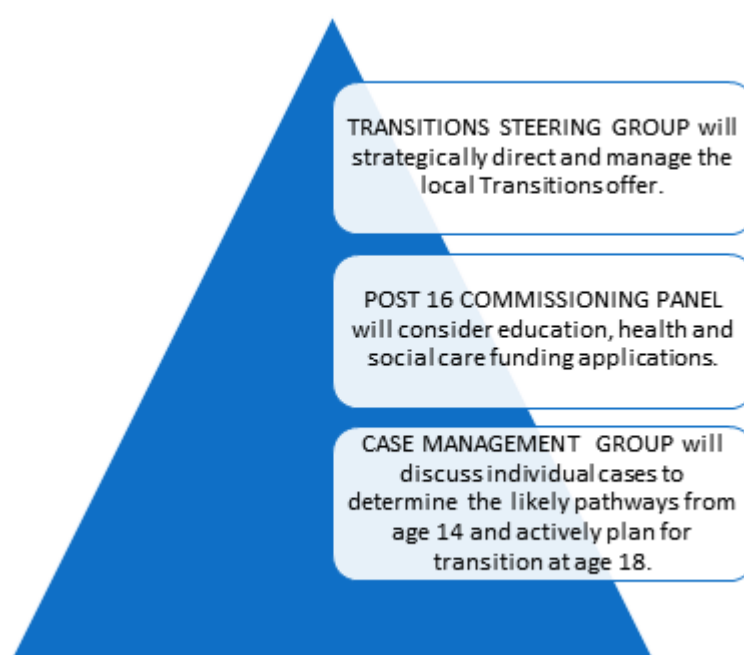 TRANSITIONS STEERING GROUP will
strategically direct and manage the
local Transitions offer.
POST 16 COMMISSIONING PANEL
will consider education, health and
social care funding applications.
CASE MANAGEMENT GROUP will
discuss individual cases to
determine the likely pathways from
age 14 and actively plan for
transition at age 18.